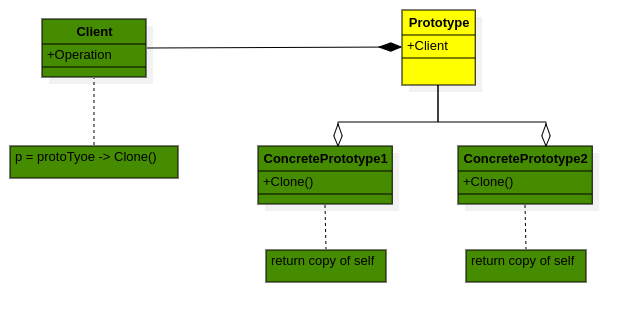 Client
+Operation
Prototype
+Client
p = protoTyoe -> Clone()
ConcretePrototype1
+Clone()
ConcretePrototype2
+Clone()
return copy of self
return copy of self